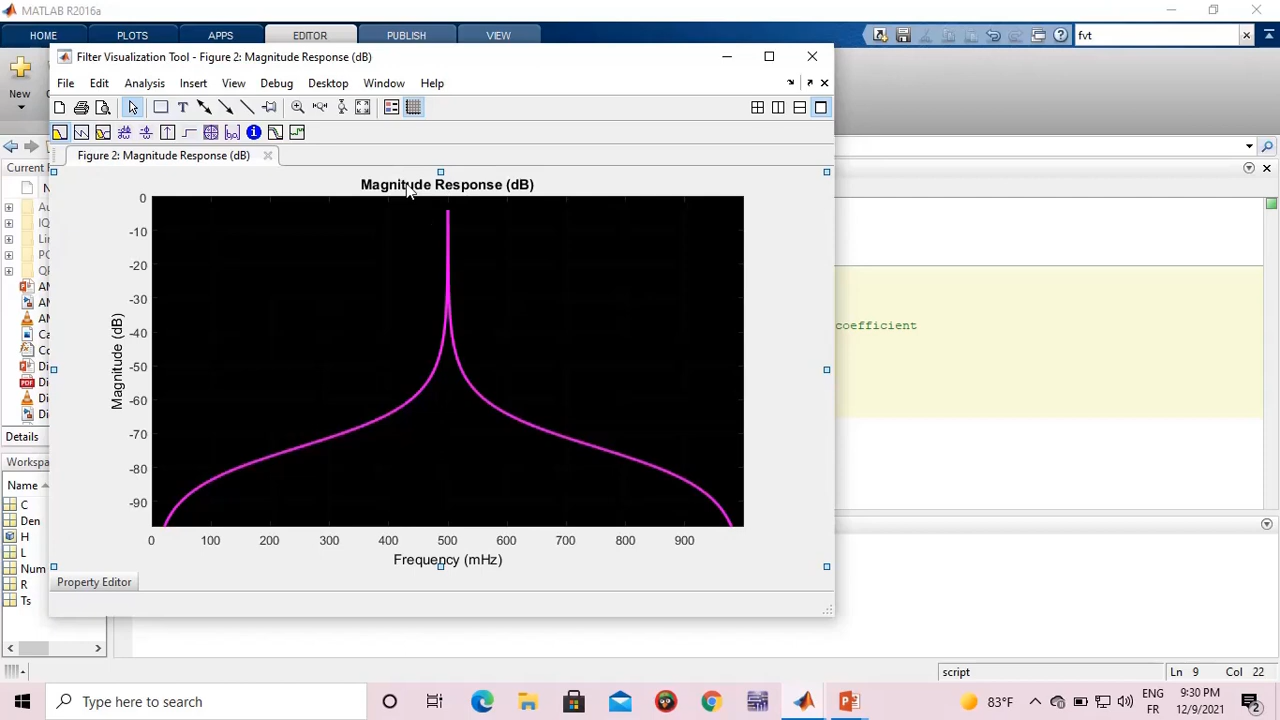 MATLAB R2016a
HOME PLOTS APPS EDITOR PUBLISH VIEW
fvt
Filter Visualization Tool - Figure 2: Magnitude Response (dB)
File Edit Analysis Insert View Debug Desktop Window Help
New
Figure 2: Magnitude Response (dB)
Current
Magnitude Response (dB)
0
-10
-20
-30
-40
-50
-60
-70
-80
-90
Magnitude (dB)
0 100 200 300 400 500 600 700 800 900
Frequency (mHz)
Property Editor
coefficient
Details
Name
C
Den
H
L
Num
R
Ts
script
Ln 9 Col 22
Type here to search
83°F
ENG
FR
9:30 PM
12/9/2021
2